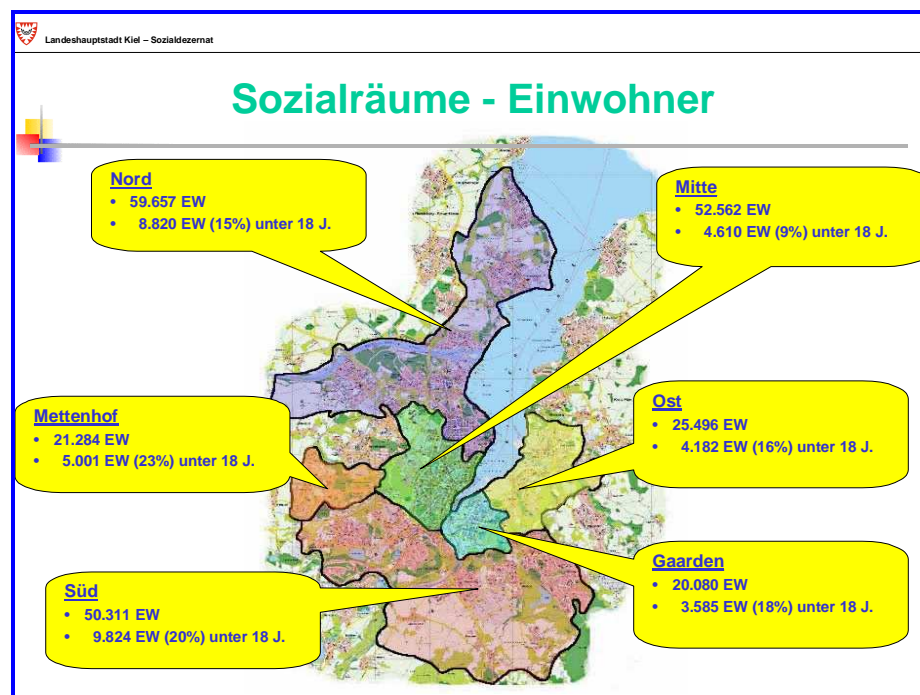 Landeshauptstadt Kiel – Sozialdezernat
Sozialräume - Einwohner
Nord
• 59.657 EW
• 8.820 EW (15%) unter 18 J.
Mitte
• 52.562 EW
• 4.610 EW (9%) unter 18 J.
Mettenhof
• 21.284 EW
• 5.001 EW (23%) unter 18 J.
Ost
• 25.496 EW
• 4.182 EW (16%) unter 18 J.
Süd
• 50.311 EW
• 9.824 EW (20%) unter 18 J.
Gaarden
• 20.080 EW
• 3.585 EW (18%) unter 18 J.